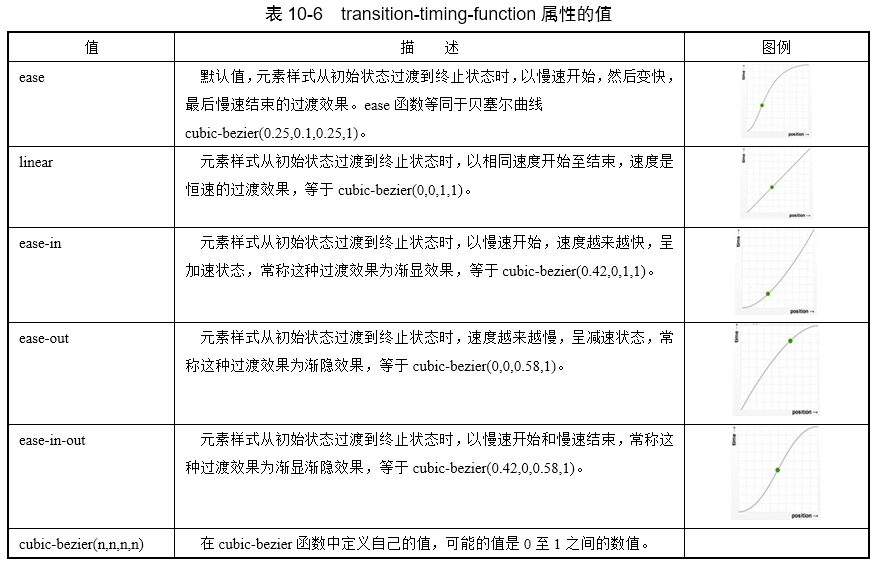 表 10-6 transition-timing-function 属性的值
值 描 述 图例
ease
默认值，元素样式从初始状态过渡到终止状态时，以慢速开始，然后变快，
最后慢速结束的过渡效果。ease 函数等同于贝塞尔曲线
cubic-bezier(0.25,0.1,0.25,1)。
time →
position →
linear
元素样式从初始状态过渡到终止状态时，以相同速度开始至结束，速度是
恒速的过渡效果，等于 cubic-bezier(0,0,1,1)。
time →
position →
ease-in
元素样式从初始状态过渡到终止状态时，以慢速开始，速度越来越快，呈
加速状态，常称这种过渡效果为渐显效果，等于 cubic-bezier(0.42,0,1,1)。
time →
position →
ease-out
元素样式从初始状态过渡到终止状态时，速度越来越慢，呈减速状态，常
称这种过渡效果为渐隐效果，等于 cubic-bezier(0,0,0.58,1)。
time →
position →
ease-in-out
元素样式从初始状态过渡到终止状态时，以慢速开始和慢速结束，常称这
种过渡效果为渐显渐隐效果，等于 cubic-bezier(0.42,0,0.58,1)。
time →
position →
cubic-bezier(n,n,n,n)
在 cubic-bezier 函数中定义自己的值，可能的值是 0 至 1 之间的数值。